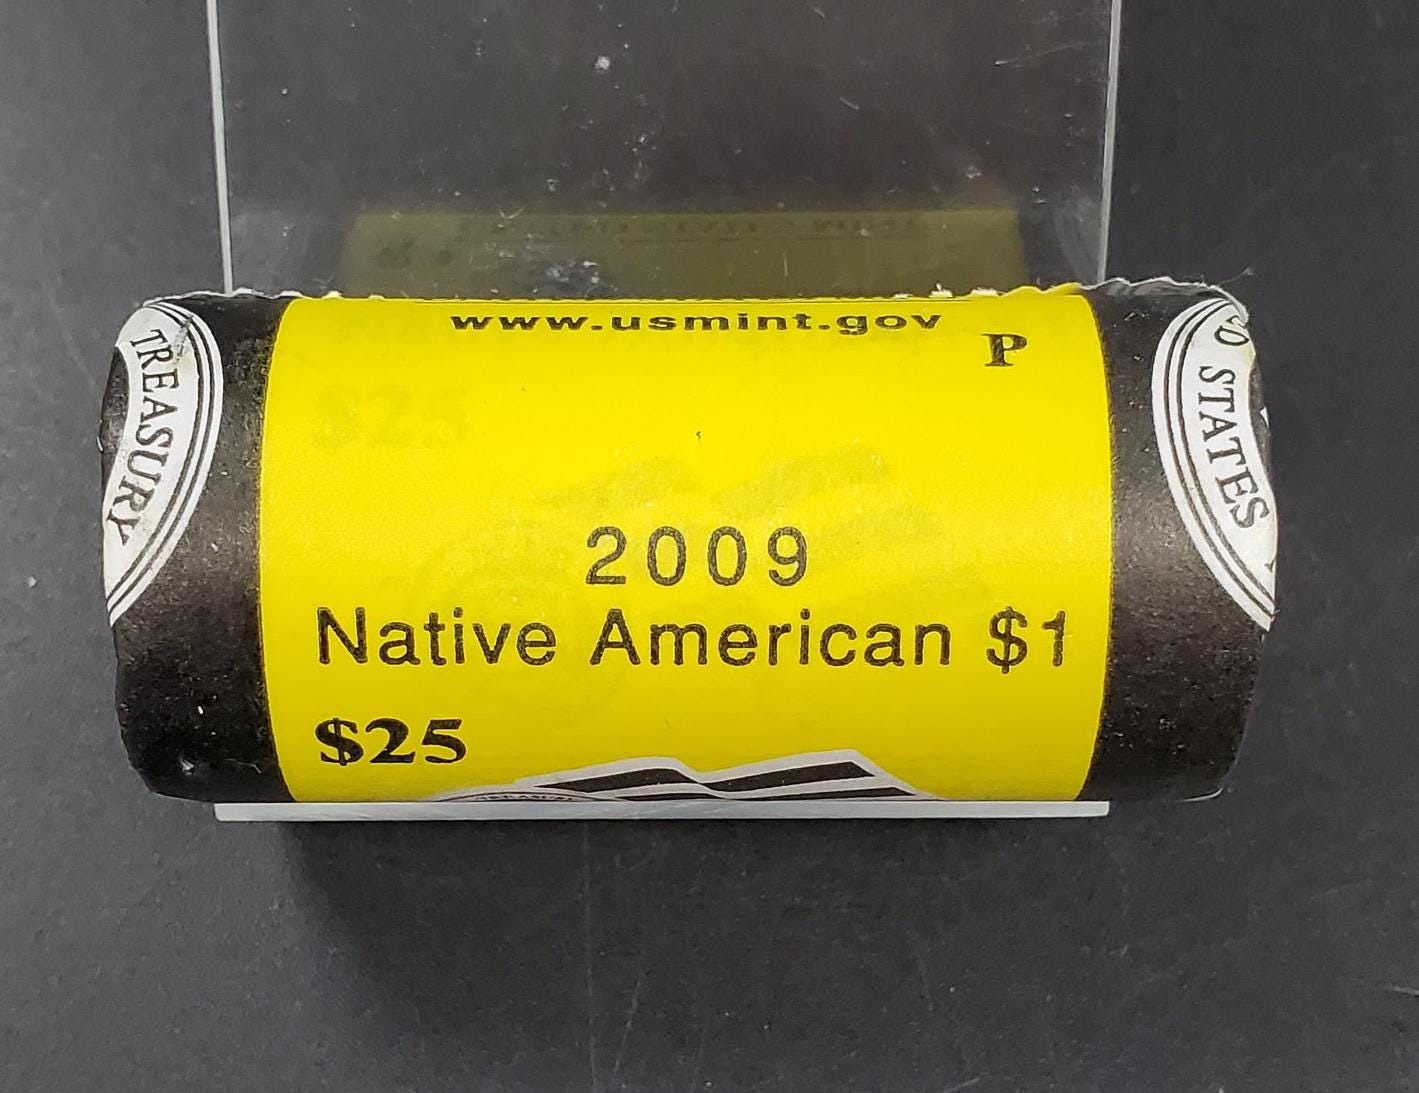 www.usmint.gov
P
2009
Native American $1
$25
TREASURY
STATES